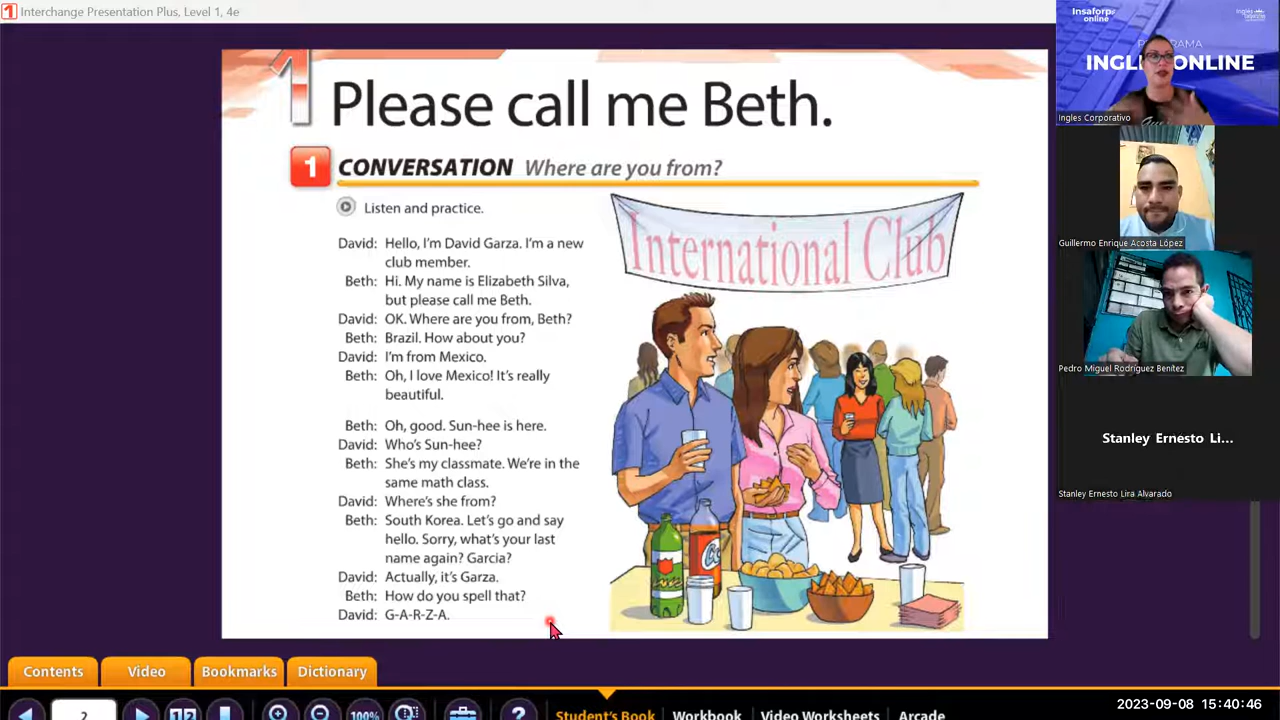 Interchange Presentation Plus, Level 1, 4e
1 Please call me Beth.
1 CONVERSATION Where are you from?
Listen and practice.
David: Hello, I'm David Garza. I'm a new
club member.
Beth: Hi. My name is Elizabeth Silva,
but please call me Beth.
David: OK. Where are you from, Beth?
Beth: Brazil. How about you?
David: I'm from Mexico.
Beth: Oh, I love Mexico! It's really
beautiful.
Beth: Oh, good. Sun-hee is here.
David: Who's Sun-hee?
Beth: She's my classmate. We're in the
same math class.
David: Where's she from?
Beth: South Korea. Let's go and say
hello. Sorry, what's your last
name again? Garcia?
David: Actually, it's Garza.
Beth: How do you spell that?
David: G-A-R-Z-A.
International Club
Contents Video Bookmarks Dictionary
2 100% ?
Student's Book Workbook Video Worksheets Arcade
Insaforp
online
INGL ONLINE
Ingles Corporativo
Guillermo Enrique Acosta López
Pedro Miguel Rodríguez Benítez
Stanley Ernesto Li...
Stanley Ernesto Lira Alvarado
2023-09-08 15:40:46